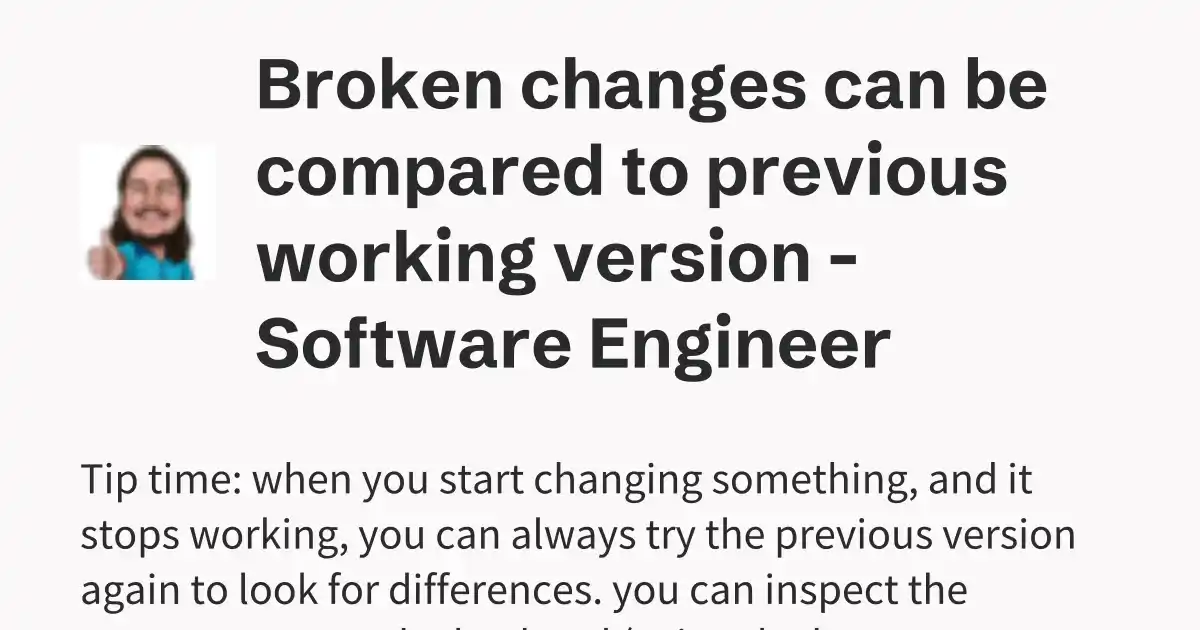 Broken changes can be
compared to previous
working version -
Software Engineer
Tip time: when you start changing something, and it
stops working, you can always try the previous version
again to look for differences. you can inspect the